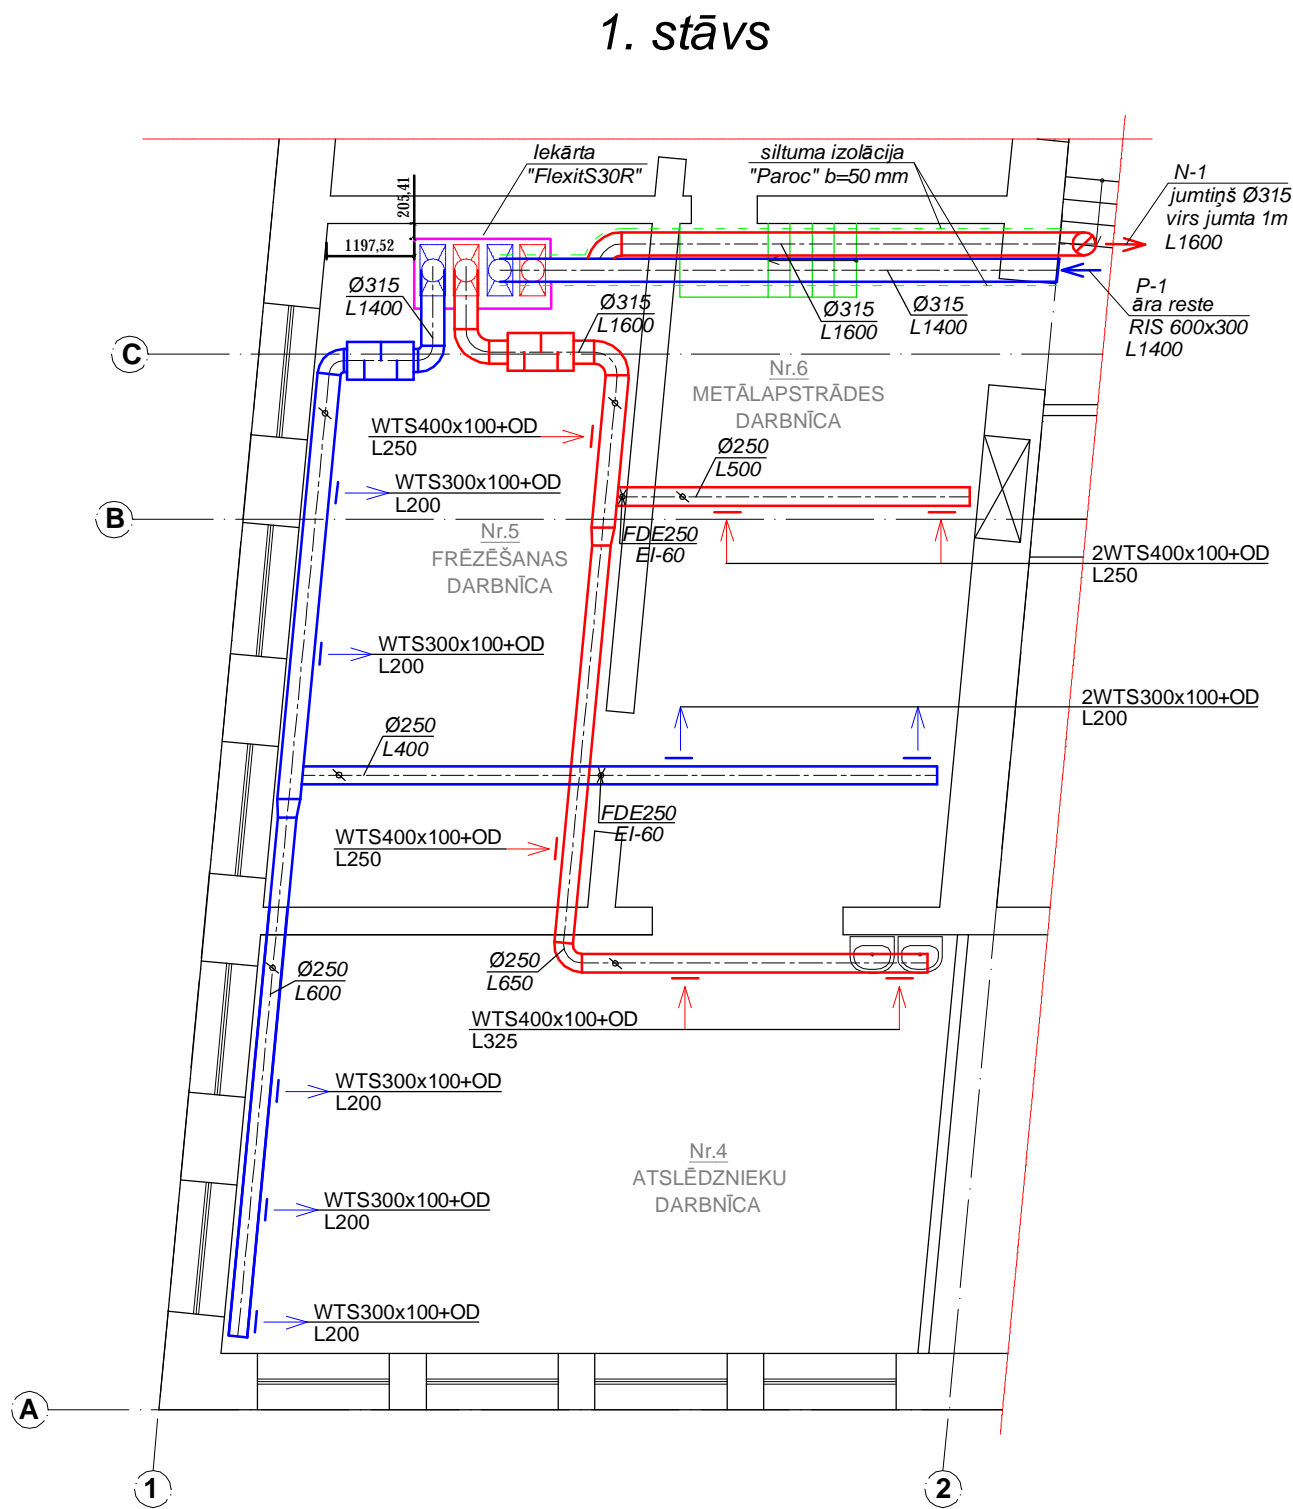 1. stāvs
Iekārta
"FlexitS30R"
siltuma izolācija
"Paroc" b=50 mm
N-1
jumtiņš Ø315
virs jumta 1m
L1600
205,41
1197,52
Ø315
L1400
Ø315
L1600
Ø315
L1600
Ø315
L1400
P-1
āra reste
RIS 600x300
L1400
C
Nr.6
METĀLAPSTRĀDES
DARBNĪCA
WTS400x100+OD
L250
Ø250
L500
WTS300x100+OD
L200
B
Nr.5
FRĒZĒŠANAS
DARBNĪCA
FDE250
EI-60
2WTS400x100+OD
L250
WTS300x100+OD
L200
2WTS300x100+OD
L200
Ø250
L400
FDE250
EI-60
WTS400x100+OD
L250
Ø250
L600
Ø250
L650
WTS400x100+OD
L325
WTS300x100+OD
L200
Nr.4
ATSLĒDZNIEKU
DARBNĪCA
WTS300x100+OD
L200
WTS300x100+OD
L200
A
1
2